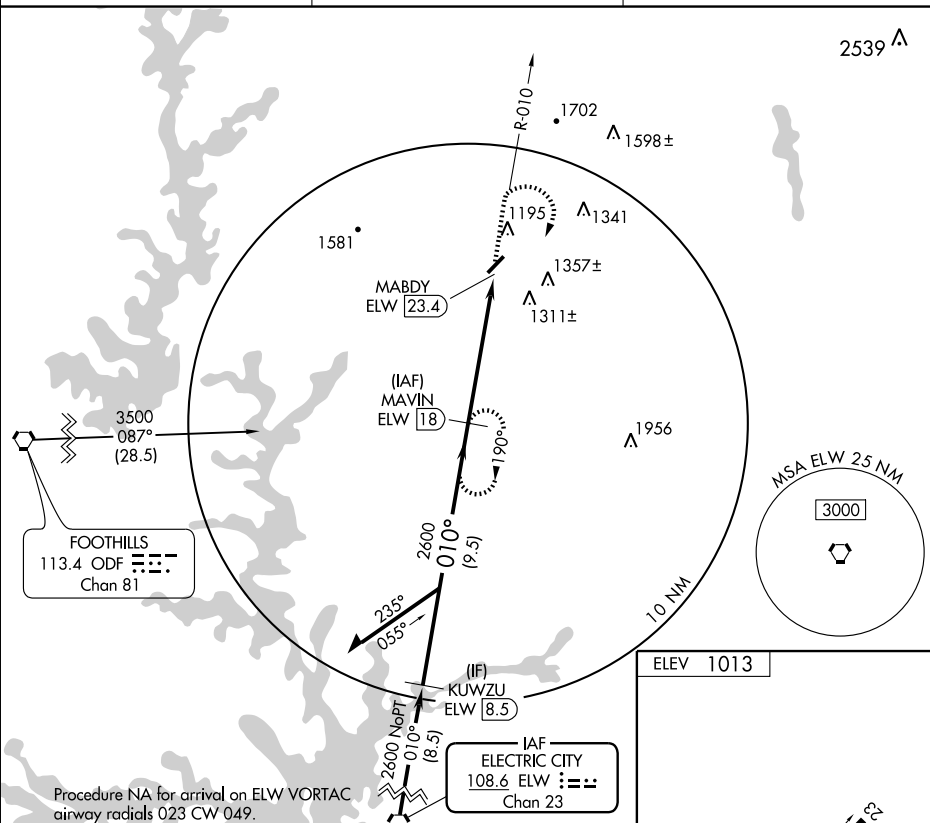 2539
R-010
1702
1598±
1195
1341
1581
1357±
MABDY
ELW 23.4
1311±
(IAF)
MAVIN
ELW 18
3500
087°
(28.5)
190°
1956
MSA ELW 25 NM
3000
FOOTHILLS
113.4 ODF
Chan 81
2600
010°
(9.5)
235°
055°
10 NM
(IF)
KUWZU
ELW 8.5
ELEV 1013
2600 NoPT
010°
(8.5)
IAF
ELECTRIC CITY
108.6 ELW
Chan 23
Procedure NA for arrival on ELW VORTAC
airway radials 023 CW 049.
23